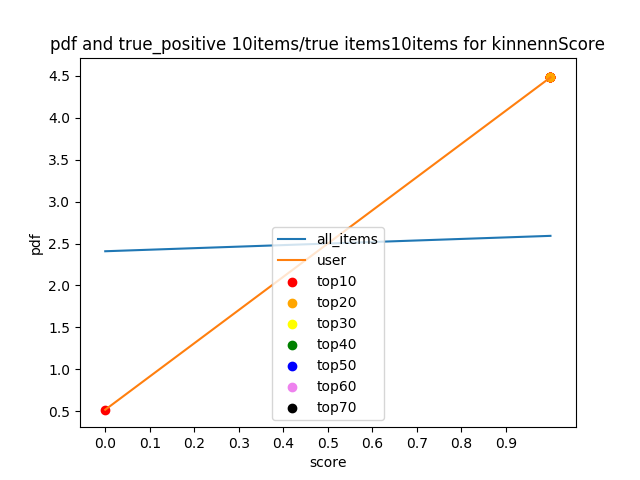 pdf and true_positive 10items/true items10items for kinnennScore
4.5
4.0
3.5
3.0
2.5
2.0
1.5
1.0
0.5
pdf
all_items
user
top10
top20
top30
top40
top50
top60
top70
0.0 0.1 0.2 0.3 0.4 0.5 0.6 0.7 0.8 0.9
score